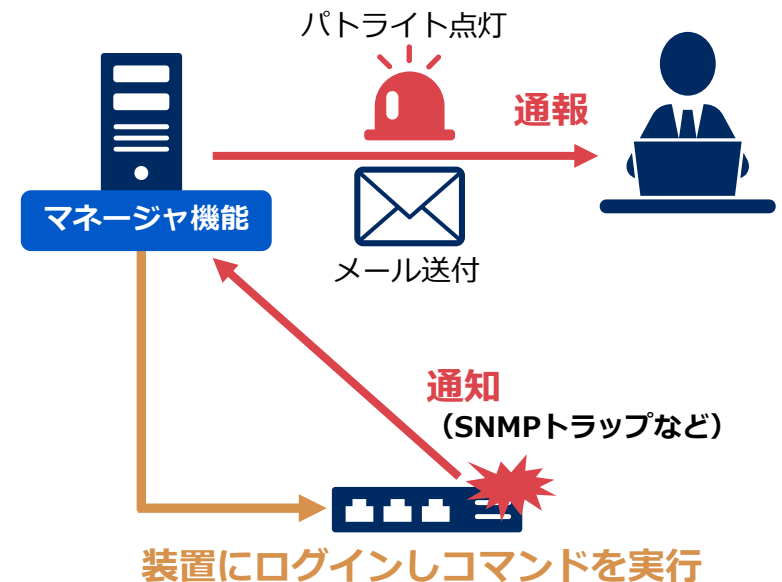 パトライト点灯
通報
マネージャ機能
メール送付
通知
（SNMPトラップなど）
装置にログインしコマンドを実行